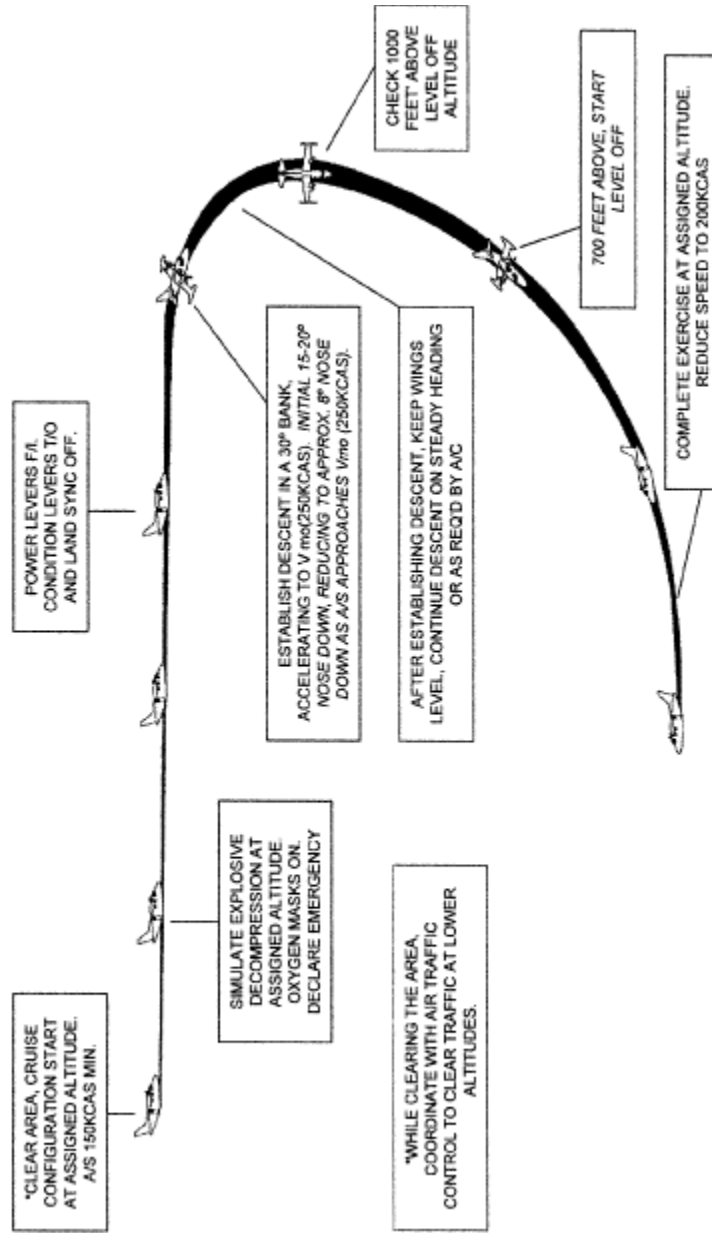 *CLEAR AREA, CRUISE
CONFIGURATION START
AT ASSIGNED ALTITUDE.
A/S 150KCAS MIN.
SIMULATE EXPLOSIVE
DECOMPRESSION AT
ASSIGNED ALTITUDE.
OXYGEN MASKS ON.
DECLARE EMERGENCY
POWER LEVERS F/I.
CONDITION LEVERS T/O
AND LAND SYNC OFF.
ESTABLISH DESCENT IN A 30º BANK,
ACCELERATING TO V mo(250KCAS). INITIAL 15-20º
NOSE DOWN, REDUCING TO APPROX. 8º NOSE
DOWN AS A/S APPROACHES Vmo (250KCAS).
AFTER ESTABLISHING DESCENT, KEEP WINGS
LEVEL, CONTINUE DESCENT ON STEADY HEADING
OR AS REQ'D BY A/C
CHECK 1000
FEET' ABOVE
LEVEL OFF
ALTITUDE
700 FEET ABOVE, START
LEVEL OFF
COMPLETE EXERCISE AT ASSIGNED ALTITUDE.
REDUCE SPEED TO 200KCAS
*WHILE CLEARING THE AREA,
COORDINATE WITH AIR TRAFFIC
CONTROL TO CLEAR TRAFFIC AT LOWER
ALTITUDES.